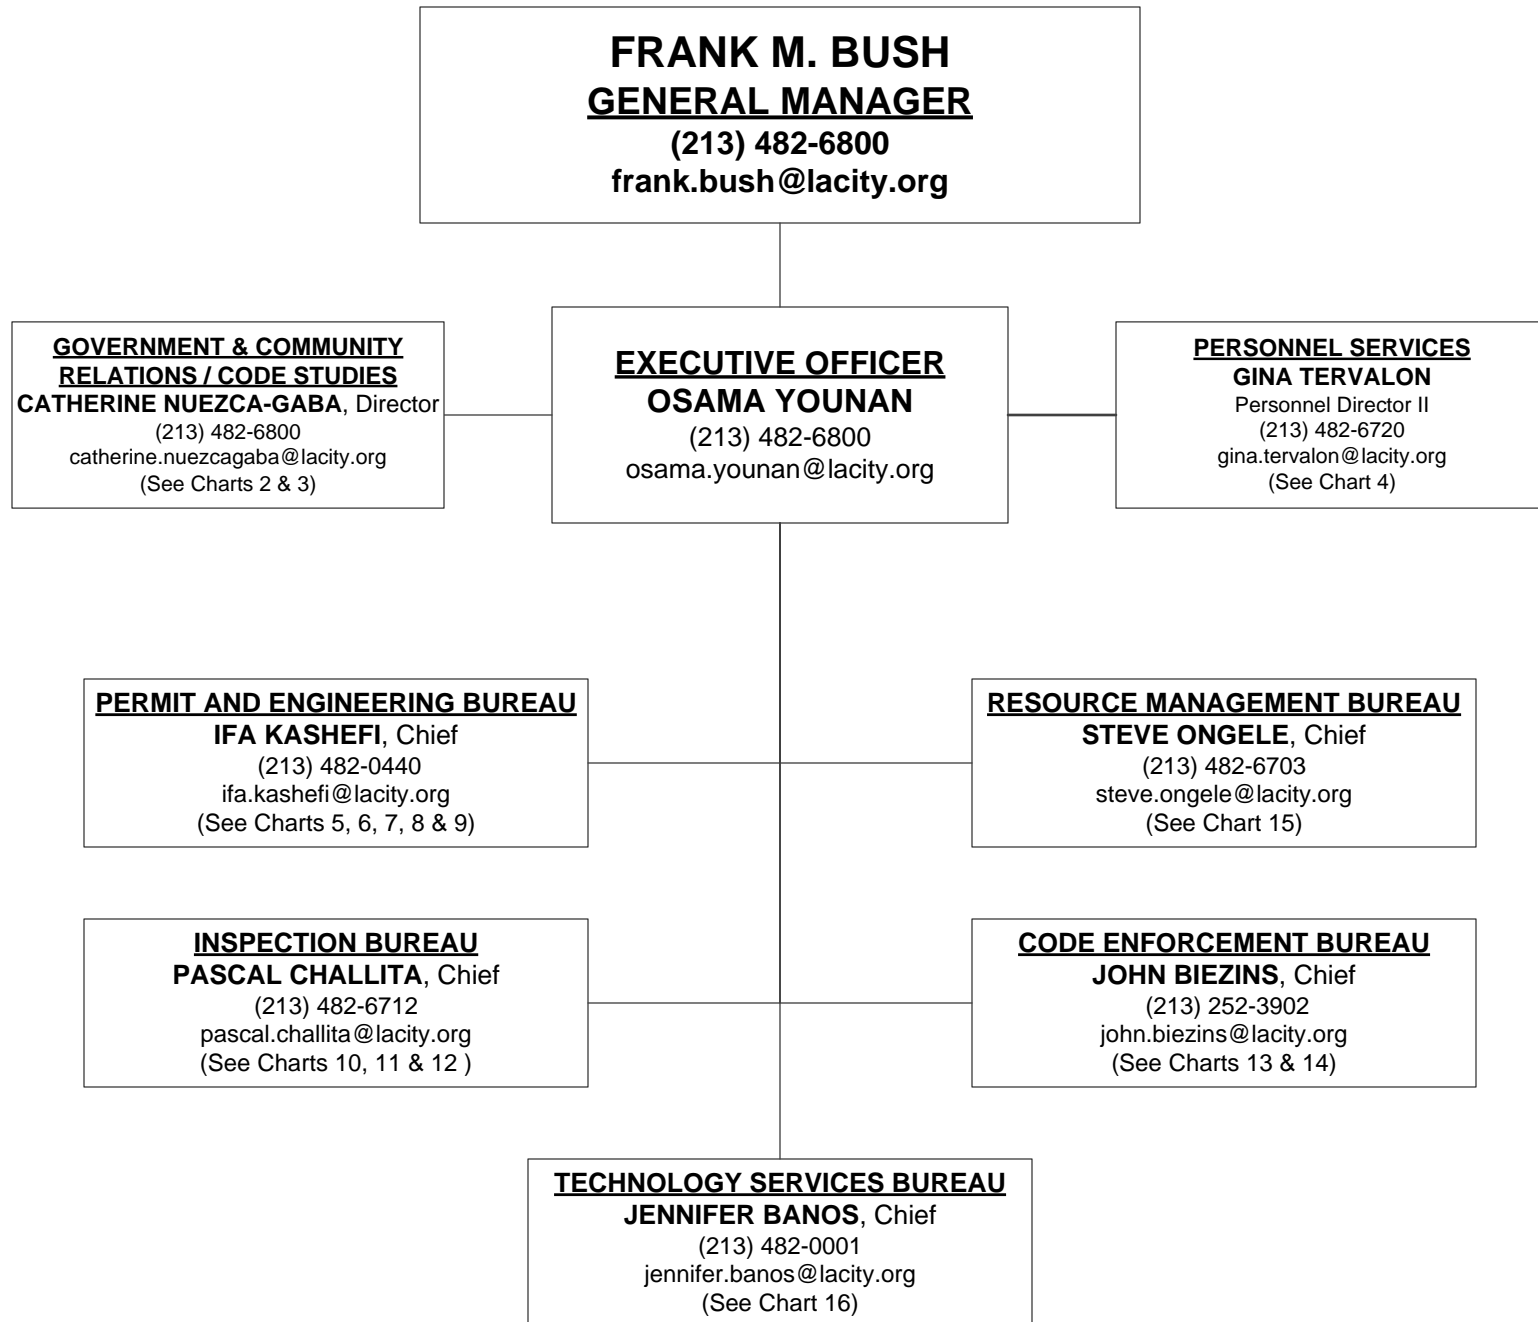 FRANK M. BUSH
GENERAL MANAGER
(213) 482-6800
frank.bush@lacity.org
GOVERNMENT & COMMUNITY
RELATIONS / CODE STUDIES
CATHERINE NUEZCA-GABA, Director
(213) 482-6800
catherine.nuezcagaba@lacity.org
(See Charts 2 & 3)
EXECUTIVE OFFICER
OSAMA YOUNAN
(213) 482-6800
osama.younan@lacity.org
PERSONNEL SERVICES
GINA TERVALON
Personnel Director II
(213) 482-6720
gina.tervalon@lacity.org
(See Chart 4)
PERMIT AND ENGINEERING BUREAU
IFA KASHEFI, Chief
(213) 482-0440
ifa.kashefi@lacity.org
(See Charts 5, 6, 7, 8 & 9)
RESOURCE MANAGEMENT BUREAU
STEVE ONGELE, Chief
(213) 482-6703
steve.ongele@lacity.org
(See Chart 15)
INSPECTION BUREAU
PASCAL CHALLITA, Chief
(213) 482-6712
pascal.challita@lacity.org
(See Charts 10, 11 & 12 )
CODE ENFORCEMENT BUREAU
JOHN BIEZINS, Chief
(213) 252-3902
john.biezins@lacity.org
(See Charts 13 & 14)
TECHNOLOGY SERVICES BUREAU
JENNIFER BANOS, Chief
(213) 482-0001
jennifer.banos@lacity.org
(See Chart 16)